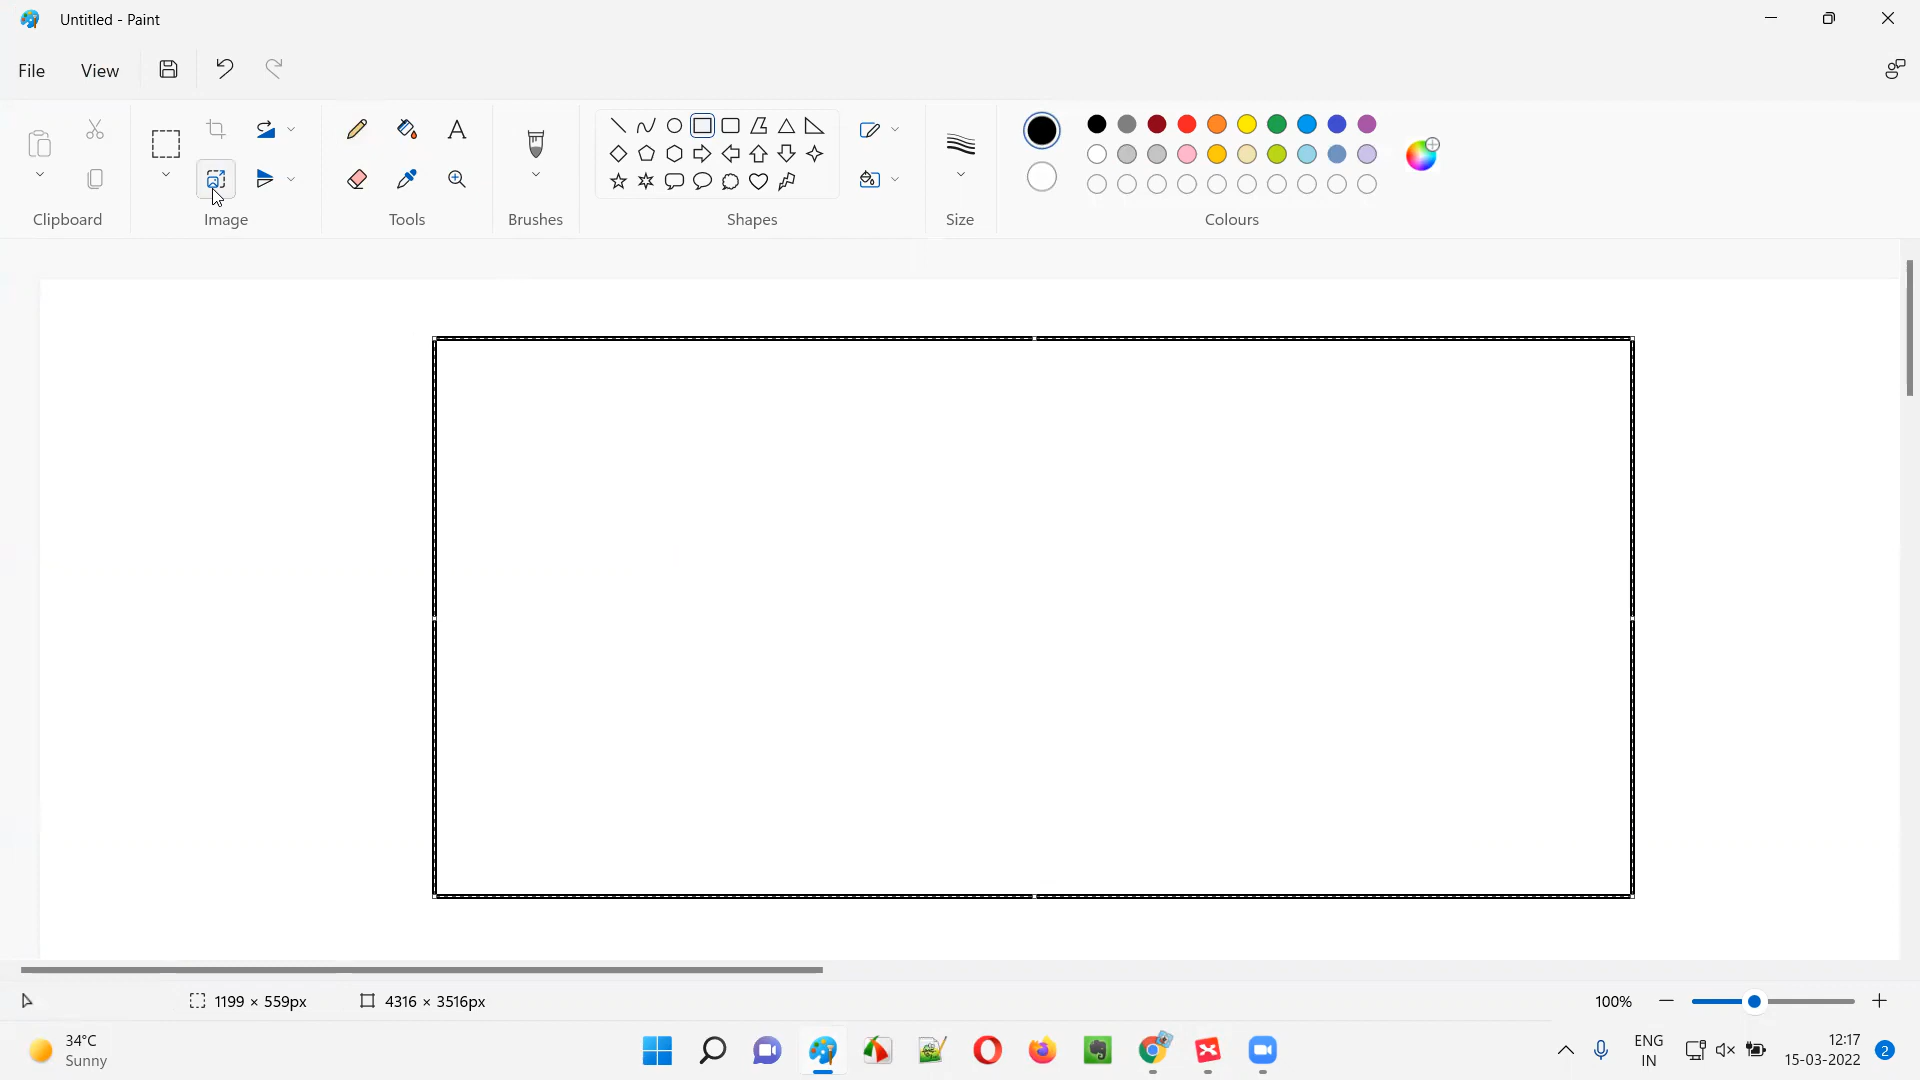 Untitled - Paint
File View
Clipboard Image Tools Brushes Shapes Size Colours
1199 × 559px 4316 × 3516px 100%
34°C
Sunny
ENG
IN
12:17
15-03-2022
2